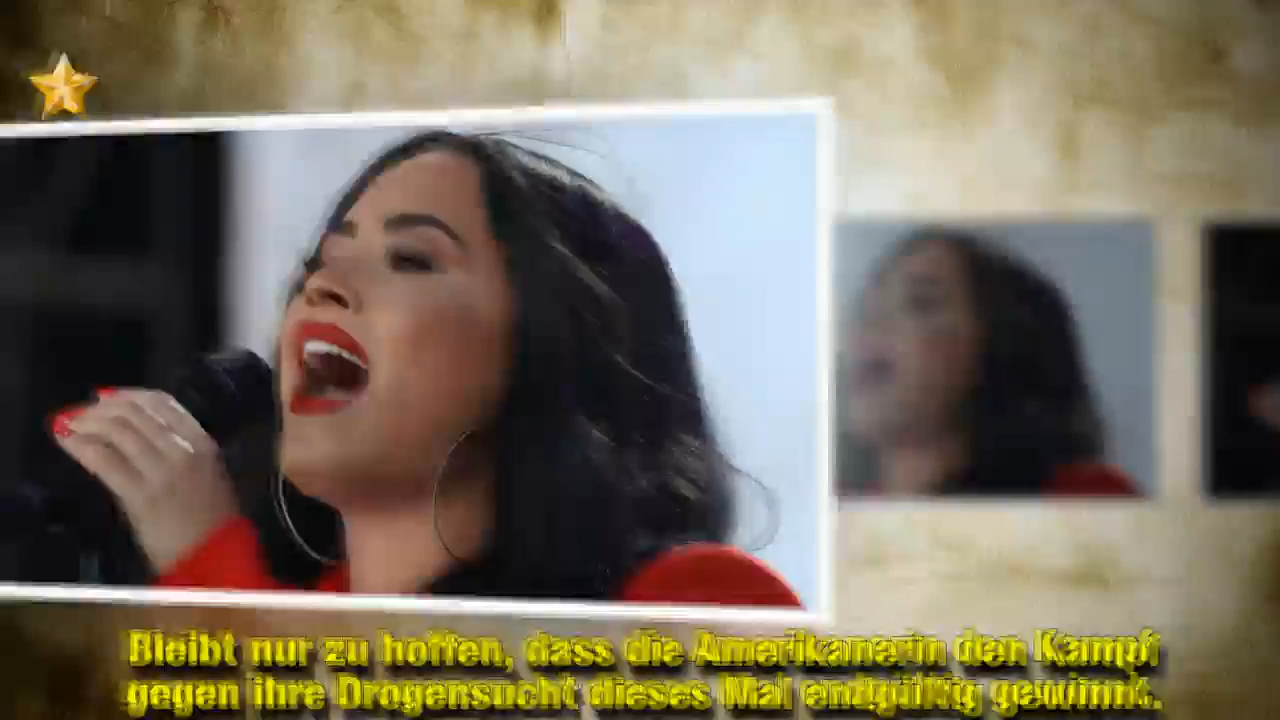 Bleibt nur zu hoffen, dass die Amerikanerin den Kampf
gegen ihre Drogensucht dieses Mal endgültig gewinnt.